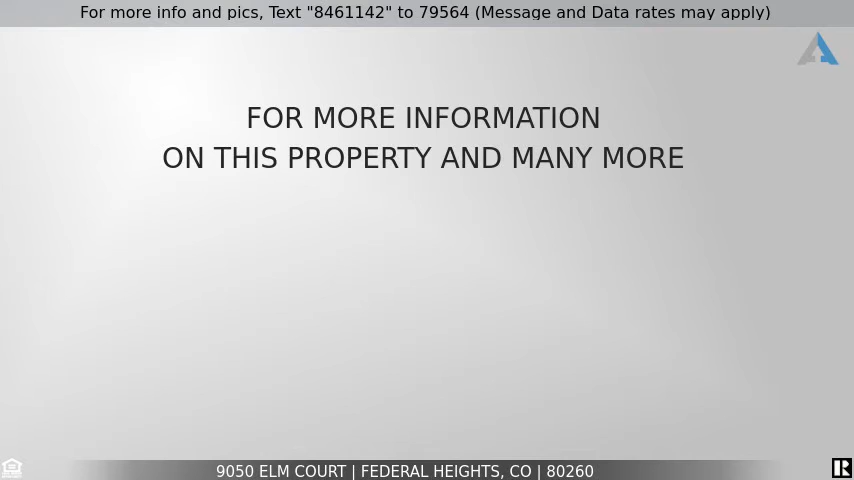 For more info and pics, Text "8461142" to 79564 (Message and Data rates may apply)
FOR MORE INFORMATION
ON THIS PROPERTY AND MANY MORE
9050 ELM COURT | FEDERAL HEIGHTS, CO | 80260